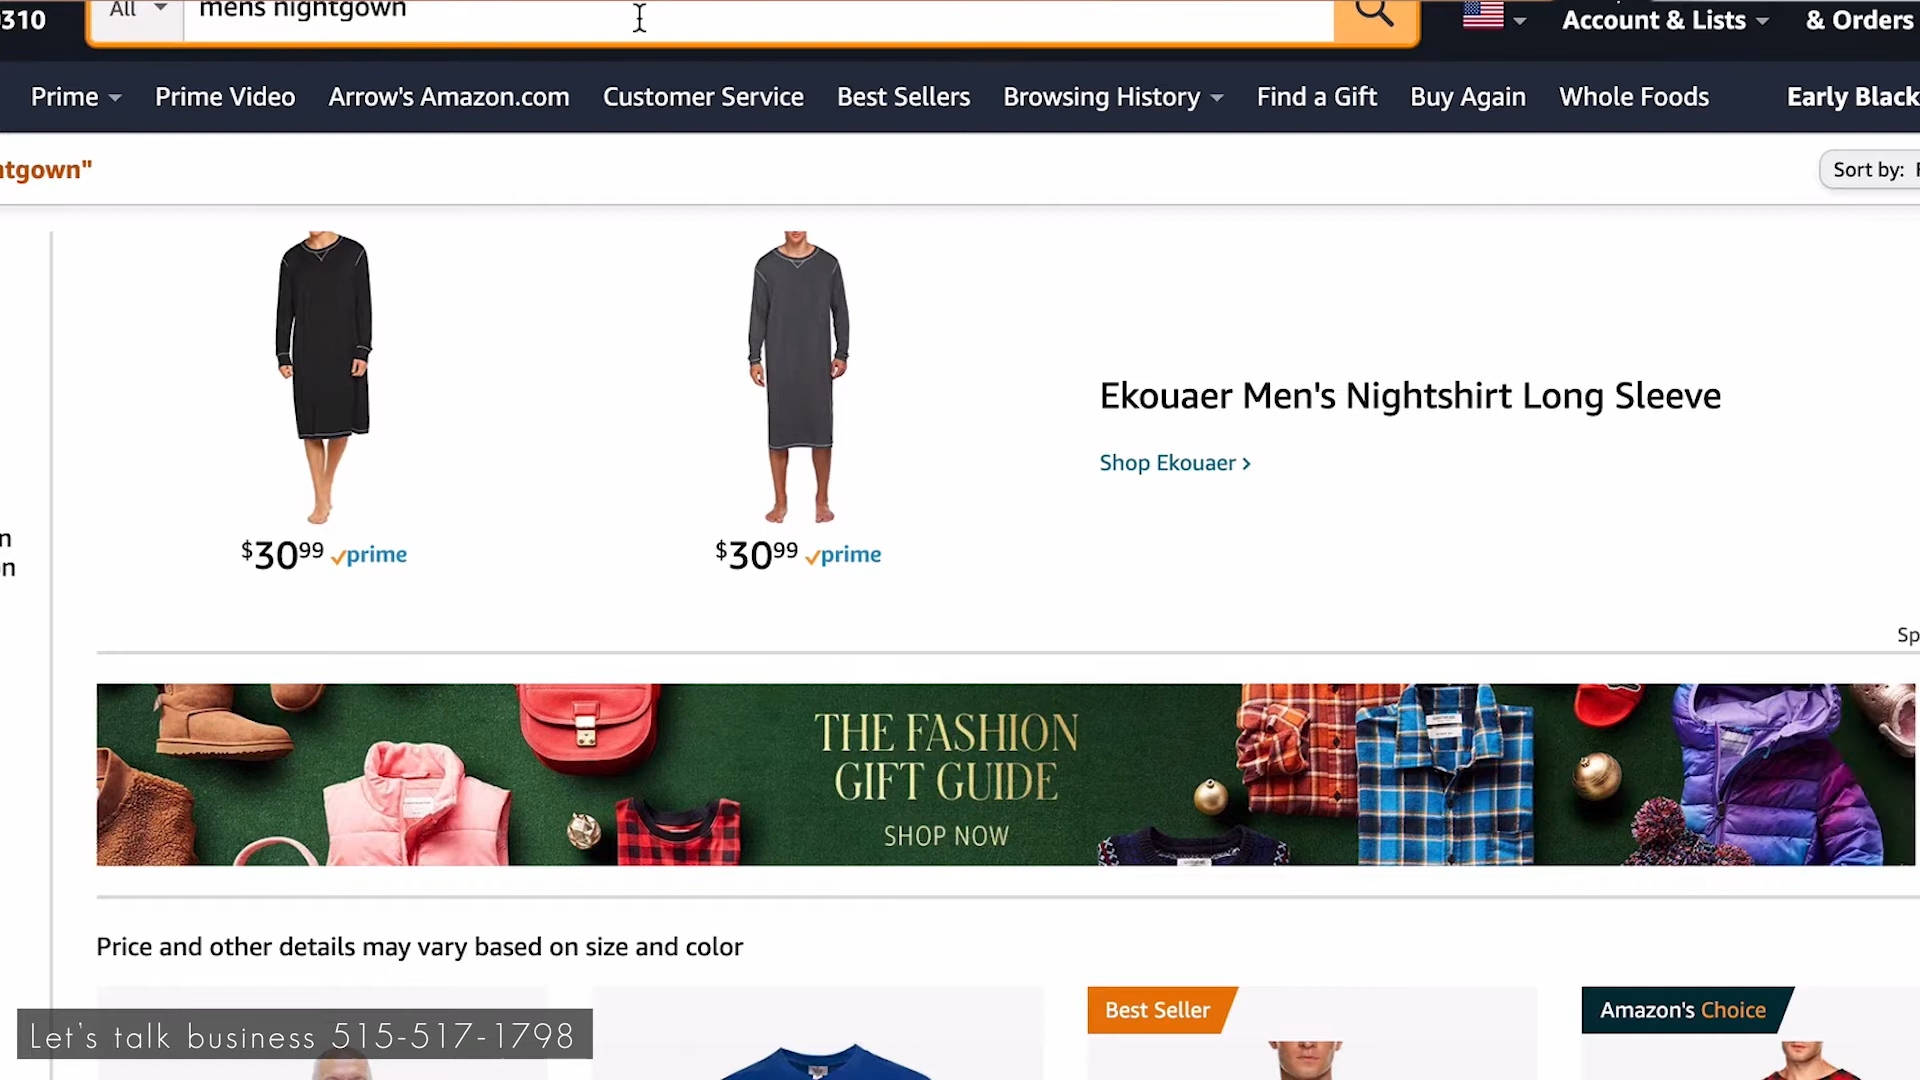 310
All
mens nightgown
Account & Lists
& Orders
Prime
Prime Video
Arrow's Amazon.com
Customer Service
Best Sellers
Browsing History
Find a Gift
Buy Again
Whole Foods
Early Black
ntgown"
Sort by:
Ekouaer Men's Nightshirt Long Sleeve
Shop Ekouaer ›
n
on
$30.99 prime
$30.99 prime
Sp
THE FASHION
GIFT GUIDE
SHOP NOW
Price and other details may vary based on size and color
Best Seller
Amazon's Choice
Let's talk business 515-517-1798